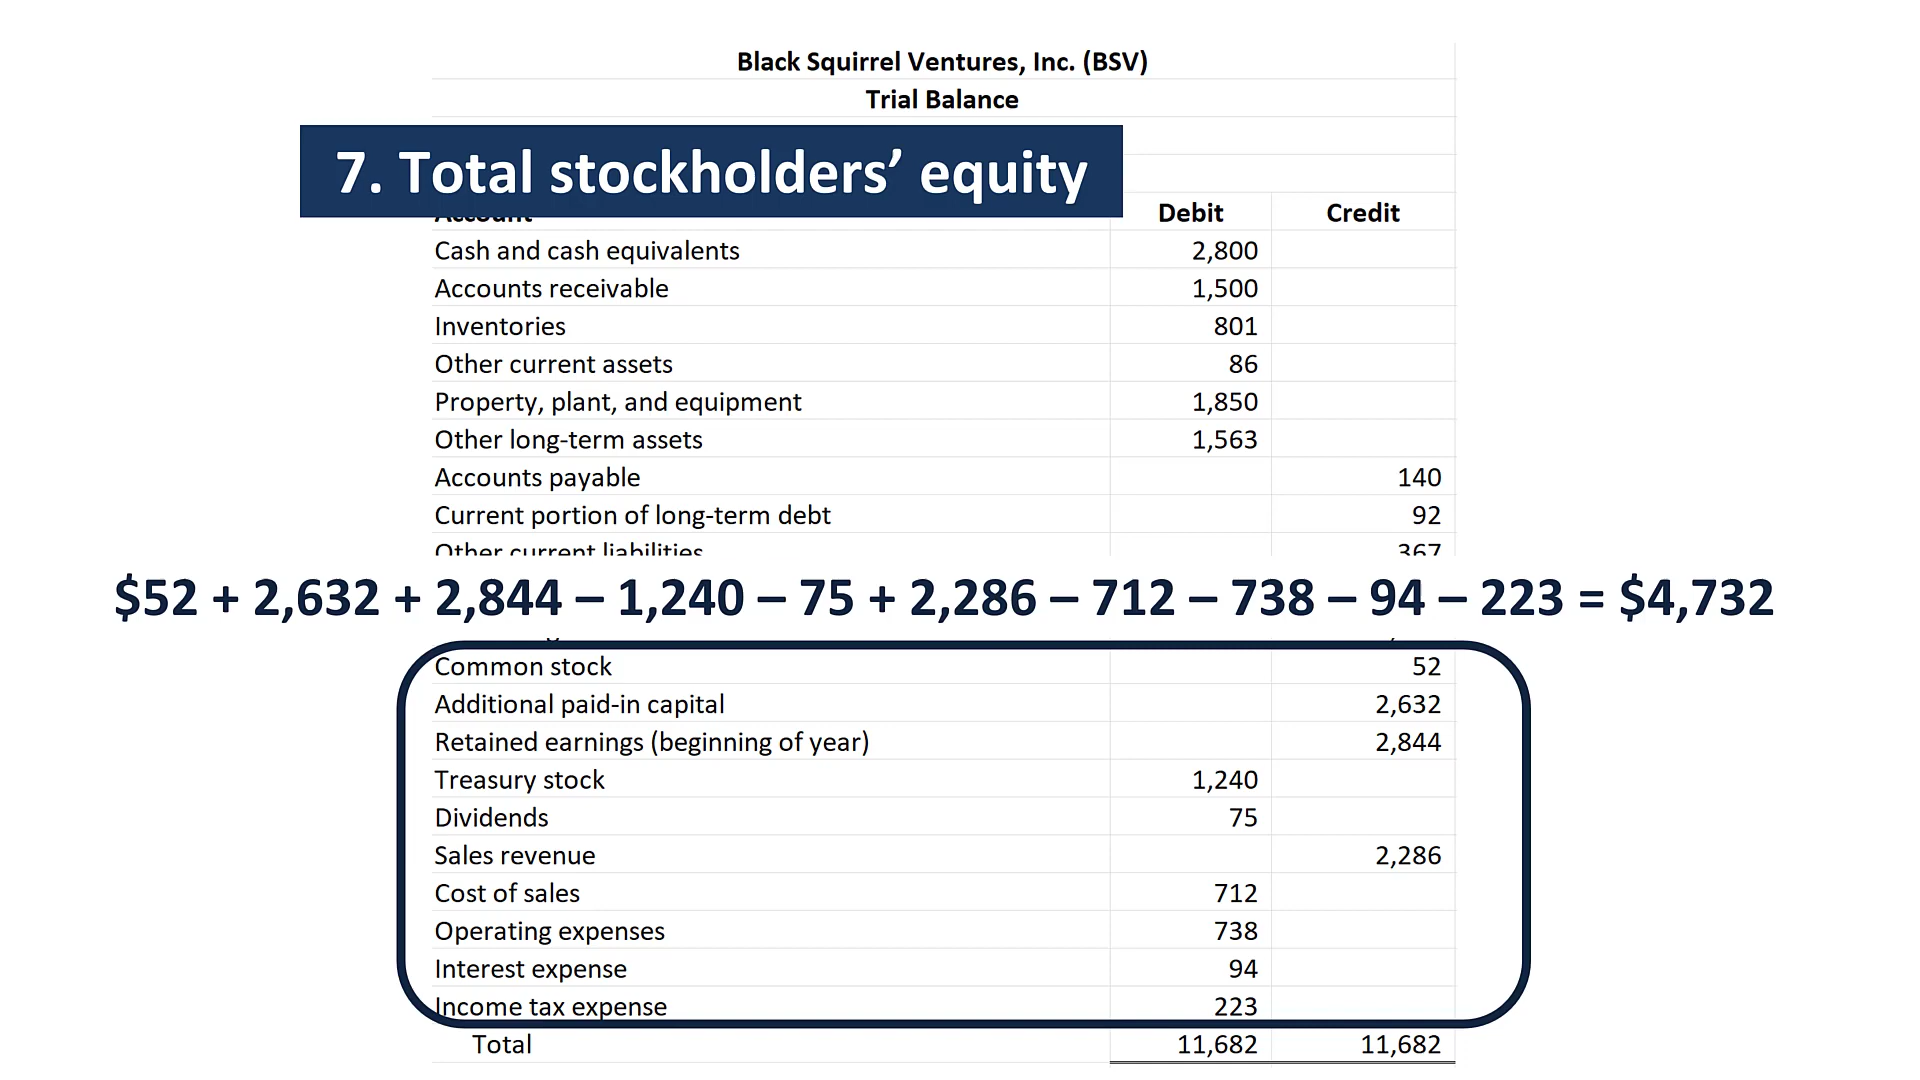 Black Squirrel Ventures, Inc. (BSV)
Trial Balance
7. Total stockholders’ equity
Account Debit Credit
Cash and cash equivalents 2,800
Accounts receivable 1,500
Inventories 801
Other current assets 86
Property, plant, and equipment 1,850
Other long-term assets 1,563
Accounts payable 140
Current portion of long-term debt 92
Other current liabilities 367
$52 + 2,632 + 2,844 – 1,240 – 75 + 2,286 – 712 – 738 – 94 – 223 = $4,732
Common stock 52
Additional paid-in capital 2,632
Retained earnings (beginning of year) 2,844
Treasury stock 1,240
Dividends 75
Sales revenue 2,286
Cost of sales 712
Operating expenses 738
Interest expense 94
Income tax expense 223
Total 11,682 11,682